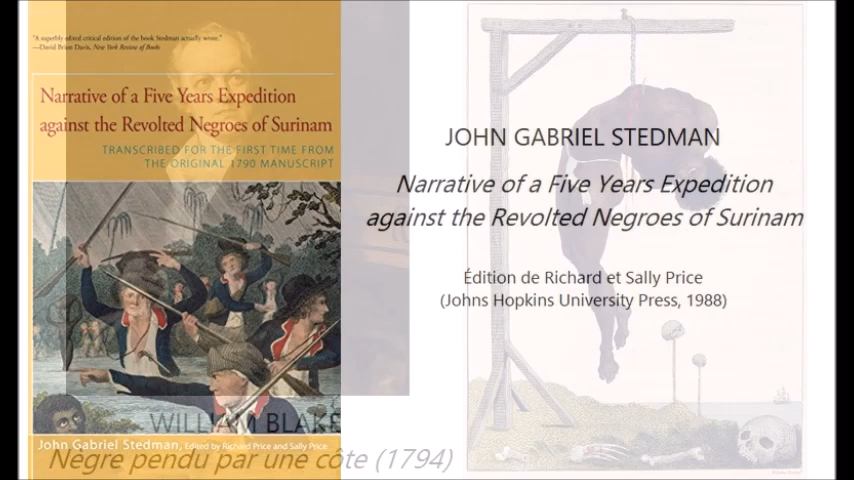 "A superbly edited critical edition of the book Stedman actually wrote."
—David Brion Davis, New York Review of Books
Narrative of a Five Years Expedition
against the Revolted Negroes of Surinam
TRANSCRIBED FOR THE FIRST TIME FROM
THE ORIGINAL 1790 MANUSCRIPT
WILLIAM BLAKE
John Gabriel Stedman, Edited by Richard Price and Sally Price
Nègre pendu par une côte (1794)
JOHN GABRIEL STEDMAN
Narrative of a Five Years Expedition
against the Revolted Negroes of Surinam
Édition de Richard et Sally Price
(Johns Hopkins University Press, 1988)